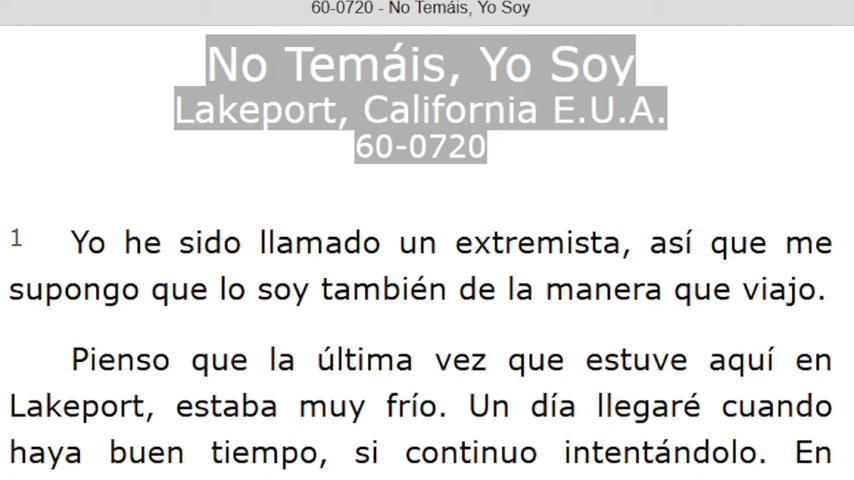 60-0720 - No Temáis, Yo Soy
No Temáis, Yo Soy
Lakeport, California E.U.A.
60-0720
1 Yo he sido llamado un extremista, así que me
supongo que lo soy también de la manera que viajo.
Pienso que la última vez que estuve aquí en
Lakeport, estaba muy frío. Un día llegaré cuando
haya buen tiempo, si continuo intentándolo. En